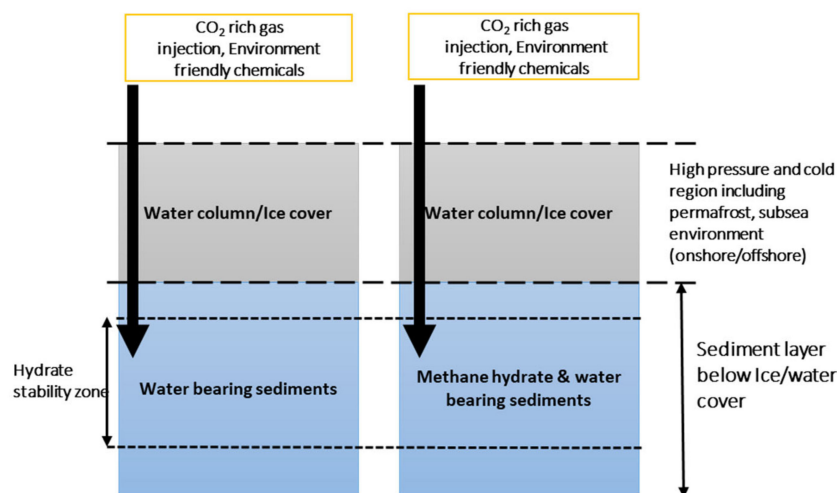 CO₂ rich gas
injection, Environment
friendly chemicals
CO₂ rich gas
injection, Environment
friendly chemicals
Water column/Ice cover
Water column/Ice cover
High pressure and cold
region including
permafrost, subsea
environment
(onshore/offshore)
Hydrate
stability zone
Water bearing sediments
Methane hydrate & water
bearing sediments
Sediment layer
below Ice/water
cover